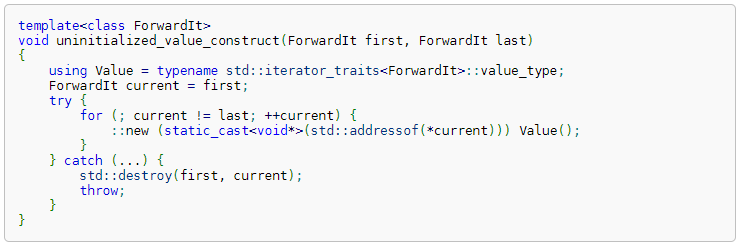 template<class ForwardIt>
void uninitialized_value_construct(ForwardIt first, ForwardIt last)
{
    using Value = typename std::iterator_traits<ForwardIt>::value_type;
    ForwardIt current = first;
    try {
        for (; current != last; ++current) {
            ::new (static_cast<void*>(std::addressof(*current))) Value();
        }
    } catch (...) {
        std::destroy(first, current);
        throw;
    }
}